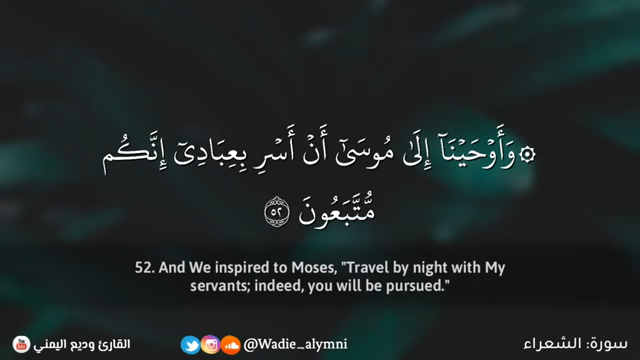 ۞ وَأَوْحَيْنَآ إِلَىٰ مُوسَىٰٓ أَنْ أَسْرِ بِعِبَادِىٓ إِنَّكُم
مُّتَّبَعُونَ ٥٢
52. And We inspired to Moses, "Travel by night with My
servants; indeed, you will be pursued."
القارئ وديع اليمني
@Wadie_alymni
سورة: الشعراء